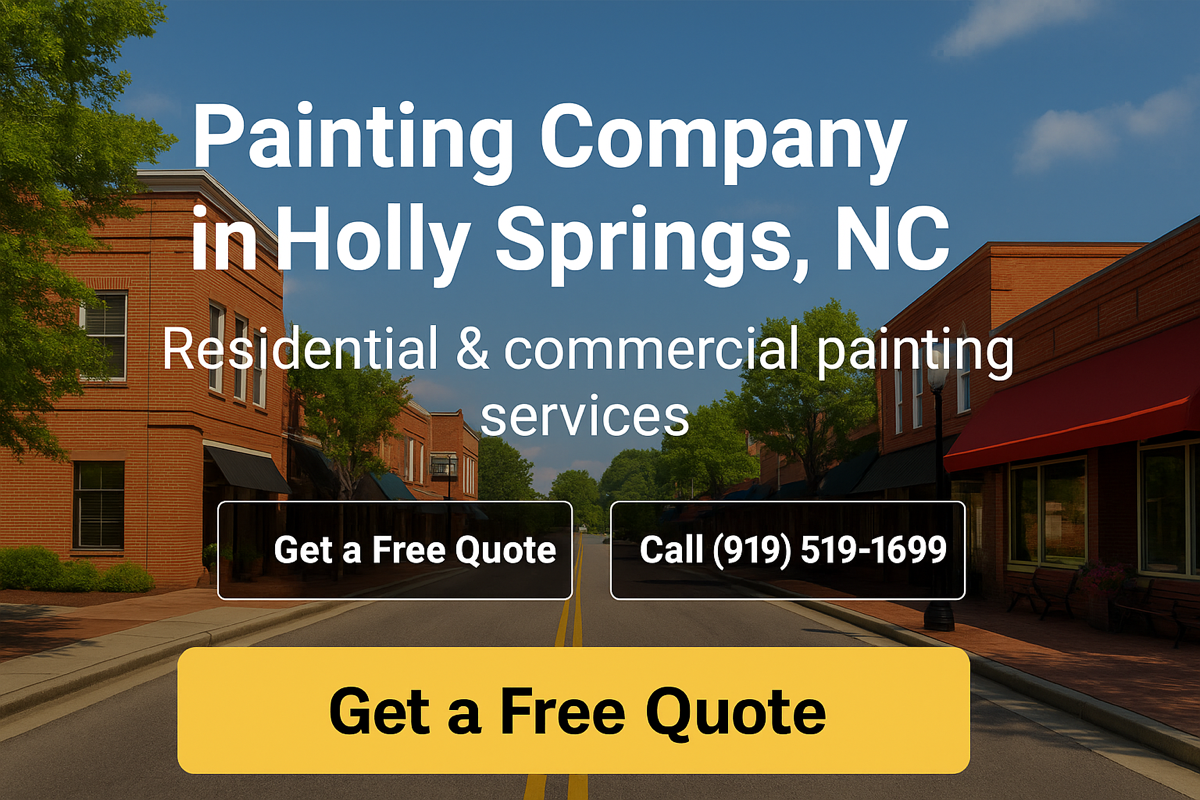 Painting Company
in Holly Springs, NC
Residential & commercial painting
services
Get a Free Quote
Call (919) 519-1699
Get a Free Quote